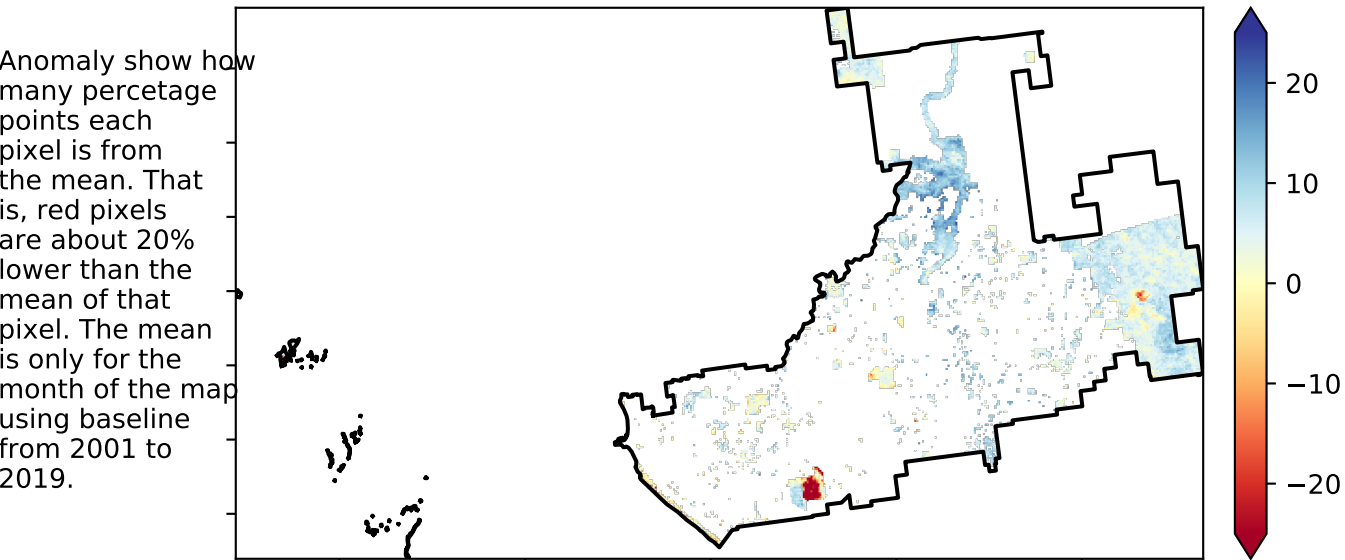 Anomaly show how
many percetage
points each
pixel is from
the mean. That
is, red pixels
are about 20%
lower than the
mean of that
pixel. The mean
is only for the
month of the map
using baseline
from 2001 to
2019.
20
10
0
−10
−20